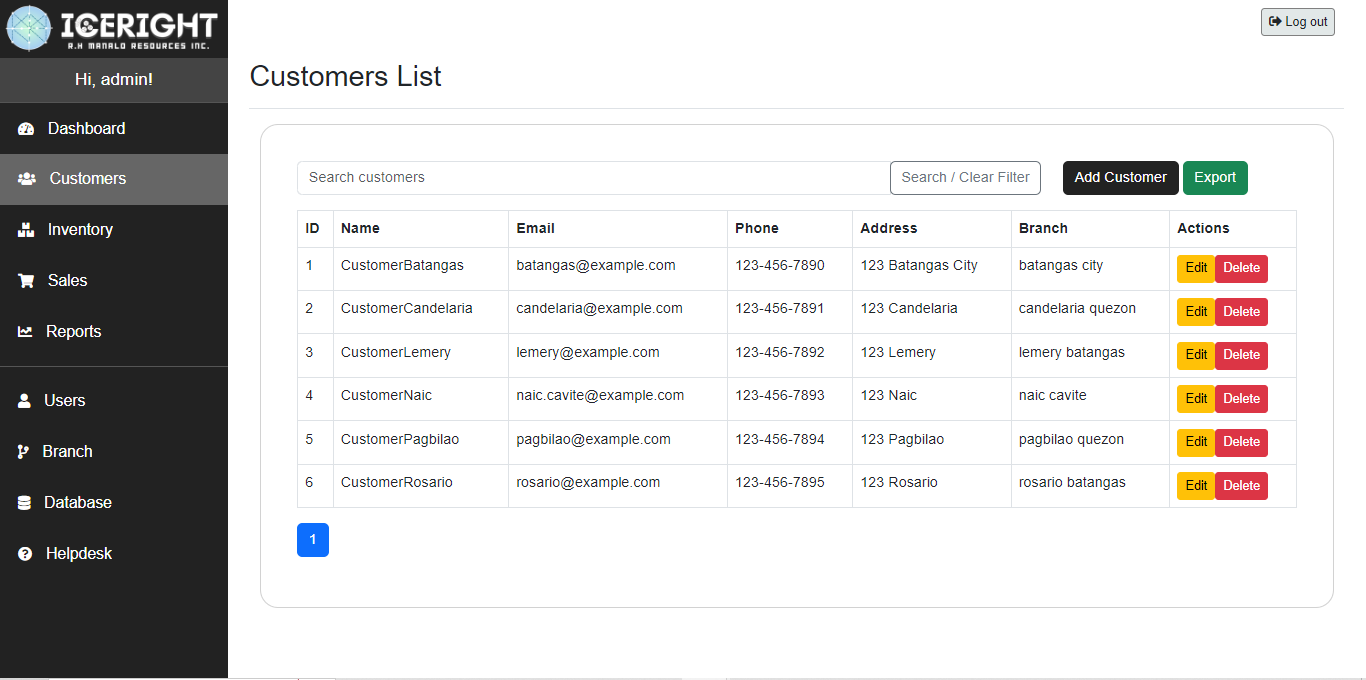 ICERIGHT
R.H MANALO RESOURCES INC.
Hi, admin!
Dashboard
Customers
Inventory
Sales
Reports
Users
Branch
Database
Helpdesk
Log out
Customers List
Search customers Search / Clear Filter Add Customer Export
ID Name Email Phone Address Branch Actions
1 CustomerBatangas batangas@example.com 123-456-7890 123 Batangas City batangas city Edit Delete
2 CustomerCandelaria candelaria@example.com 123-456-7891 123 Candelaria candelaria quezon Edit Delete
3 CustomerLemery lemery@example.com 123-456-7892 123 Lemery lemery batangas Edit Delete
4 CustomerNaic naic.cavite@example.com 123-456-7893 123 Naic naic cavite Edit Delete
5 CustomerPagbilao pagbilao@example.com 123-456-7894 123 Pagbilao pagbilao quezon Edit Delete
6 CustomerRosario rosario@example.com 123-456-7895 123 Rosario rosario batangas Edit Delete
1